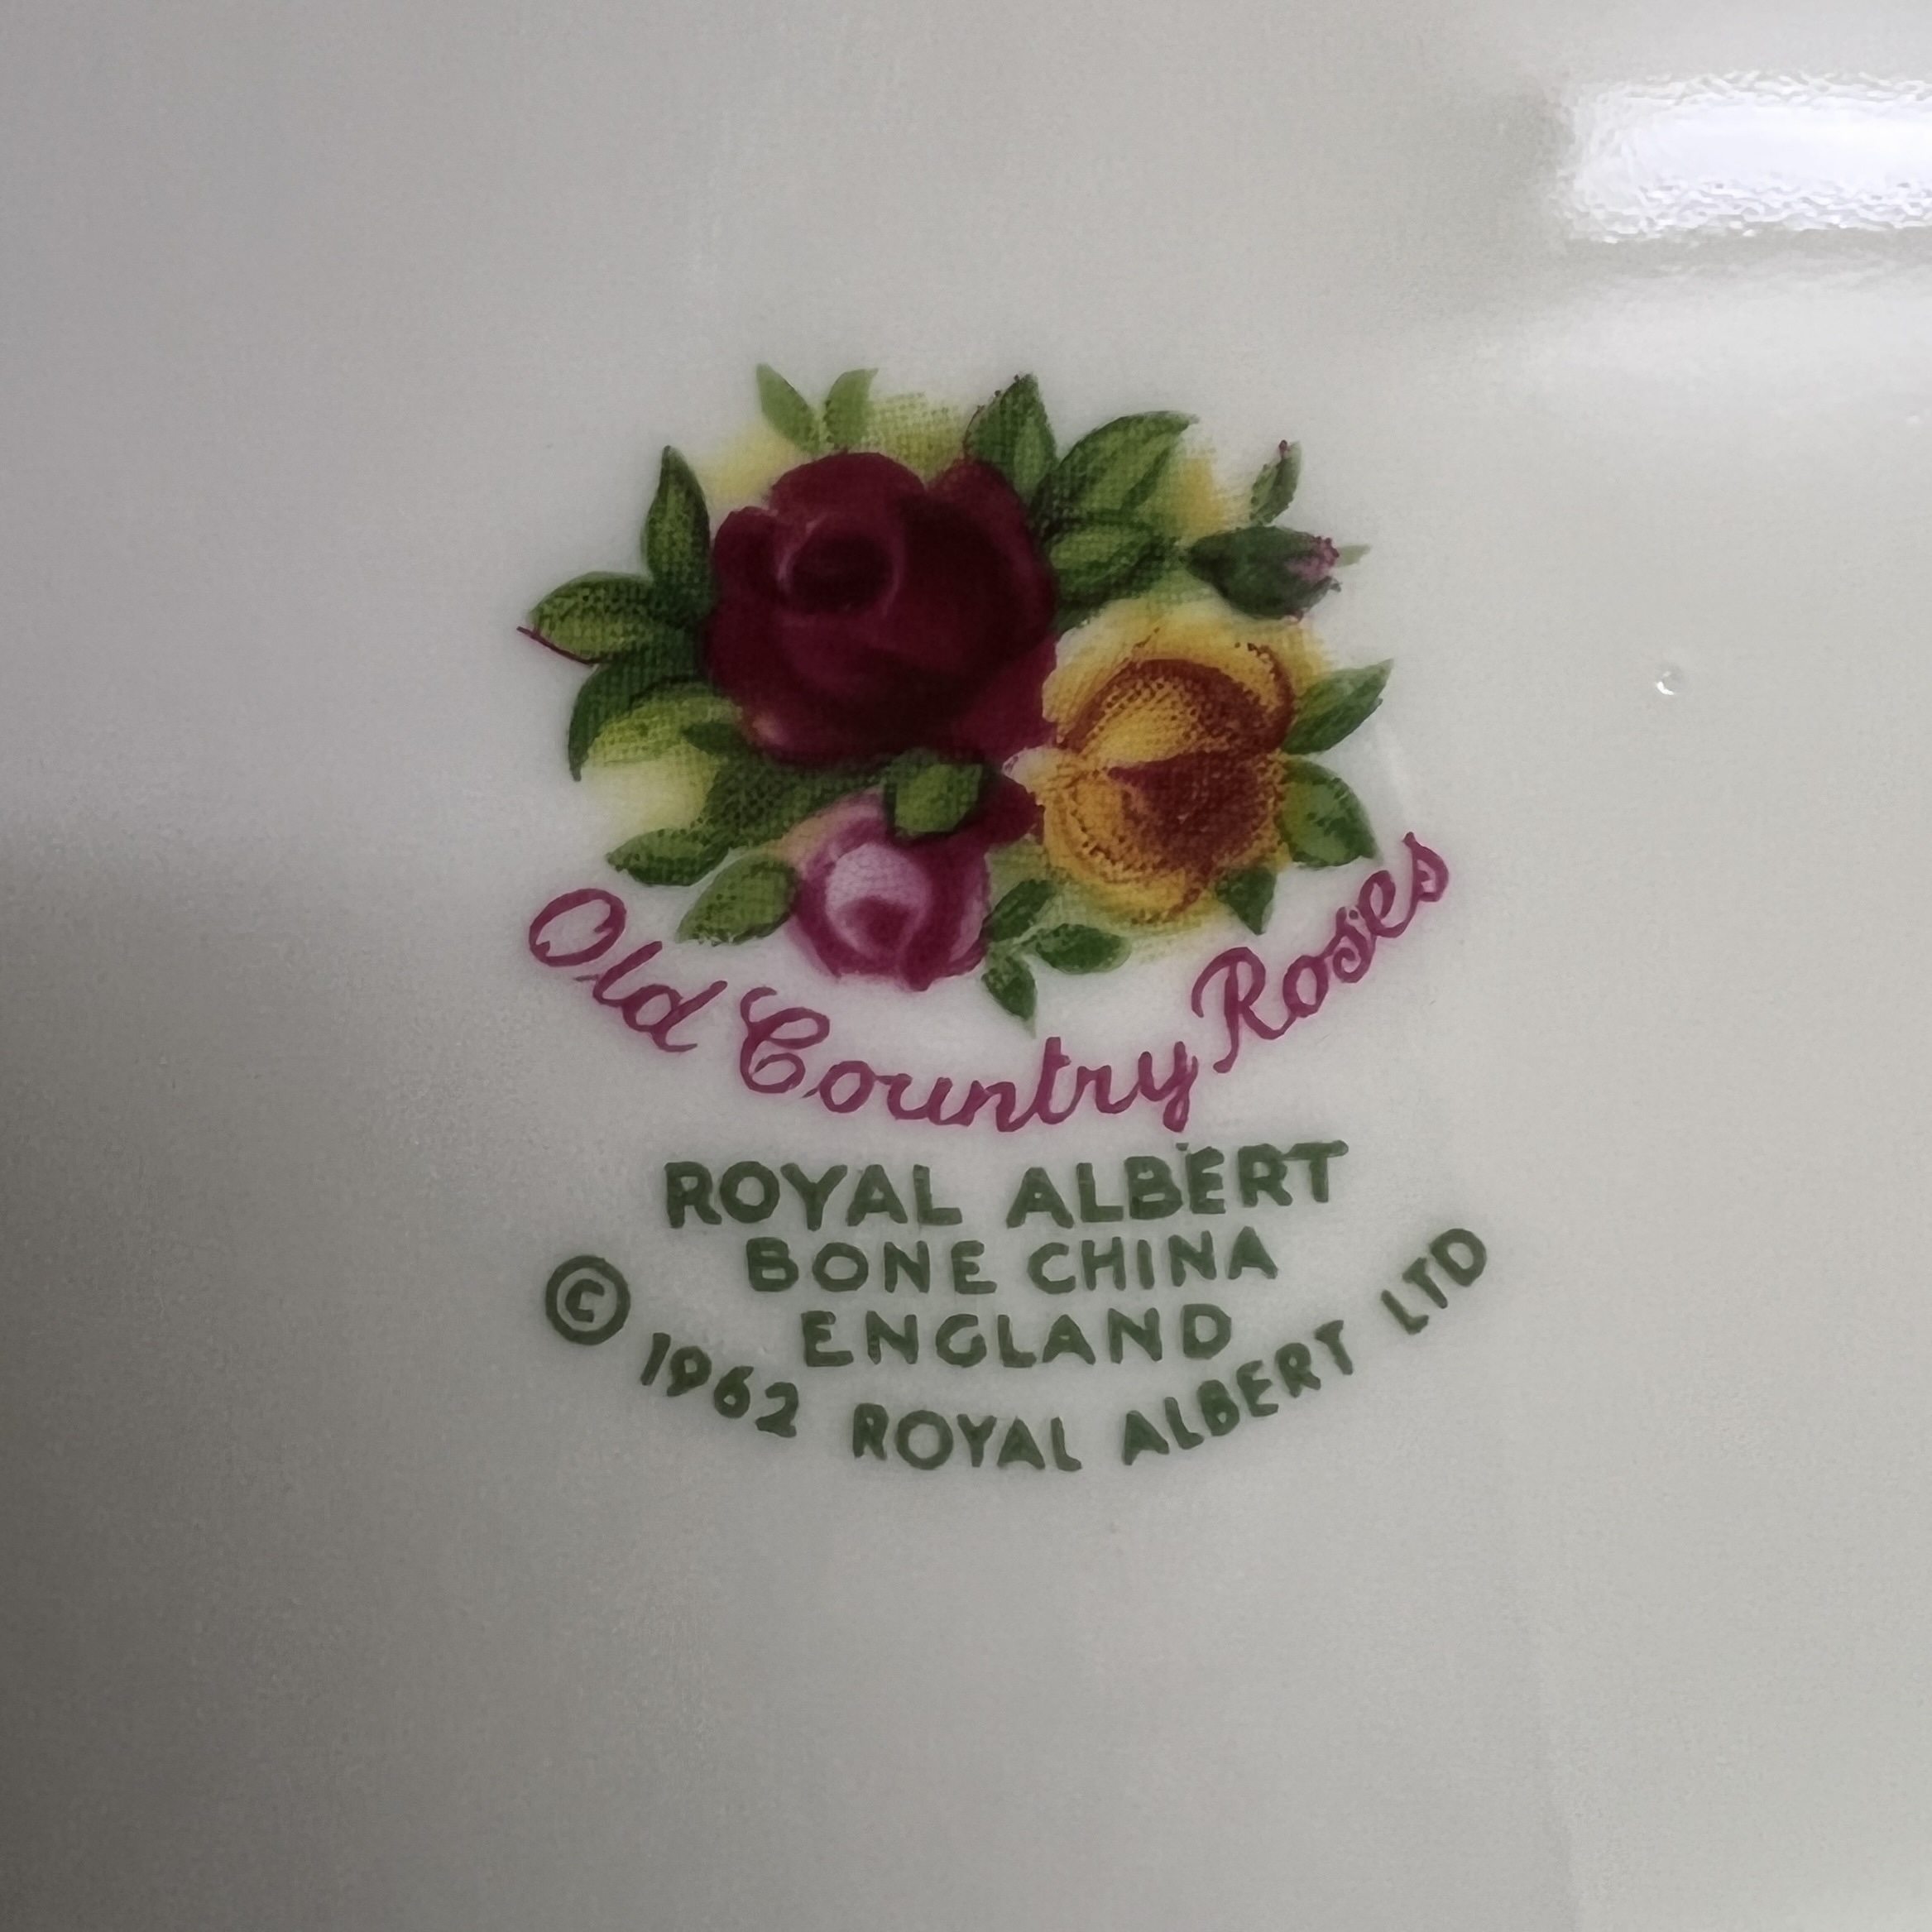 Old Country Roses
ROYAL ALBERT
BONE CHINA
ENGLAND
© 1962 ROYAL ALBERT LTD